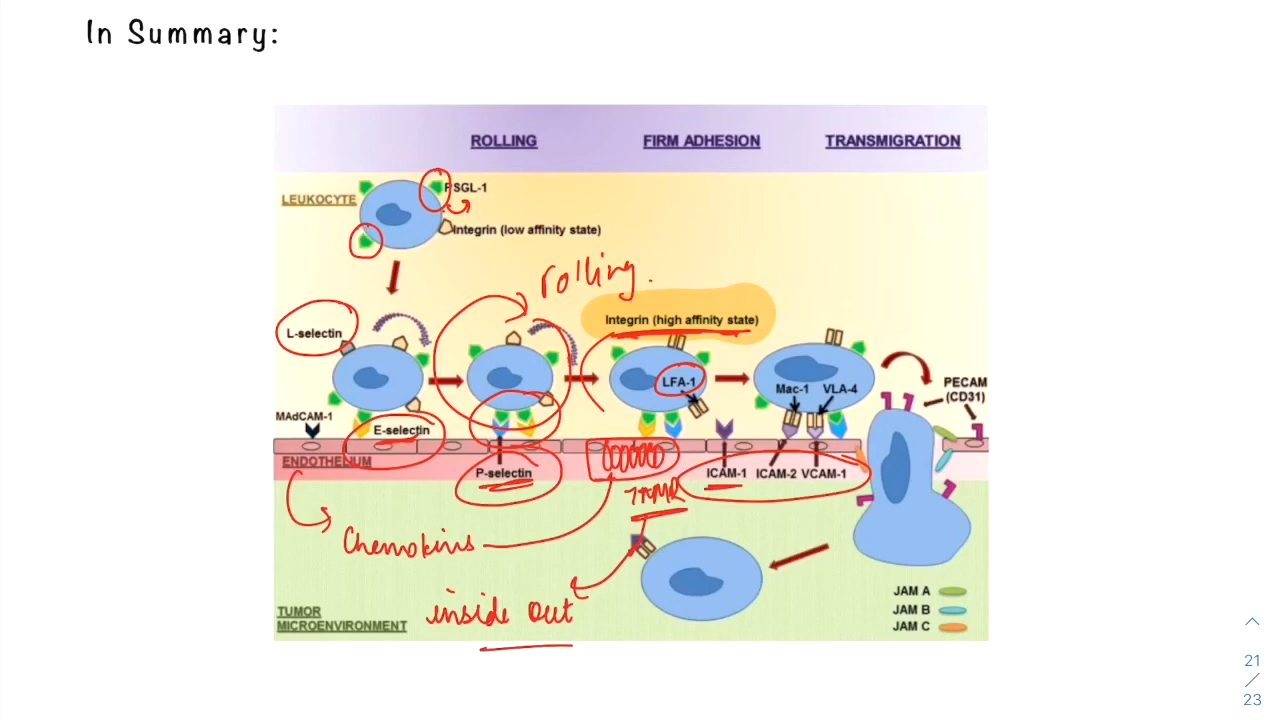 In Summary:
ROLLING
FIRM ADHESION
TRANSMIGRATION
LEUKOCYTE
PSGL-1
Integrin (low affinity state)
rolling.
Integrin (high affinity state)
L-selectin
LFA-1
Mac-1
VLA-4
PECAM
(CD31)
MAdCAM-1
E-selectin
ENDOTHELIUM
P-selectin
ICAM-1
ICAM-2
VCAM-1
7TMR
Chemokins
inside out
TUMOR
MICROENVIRONMENT
JAM A
JAM B
JAM C
21
/
23